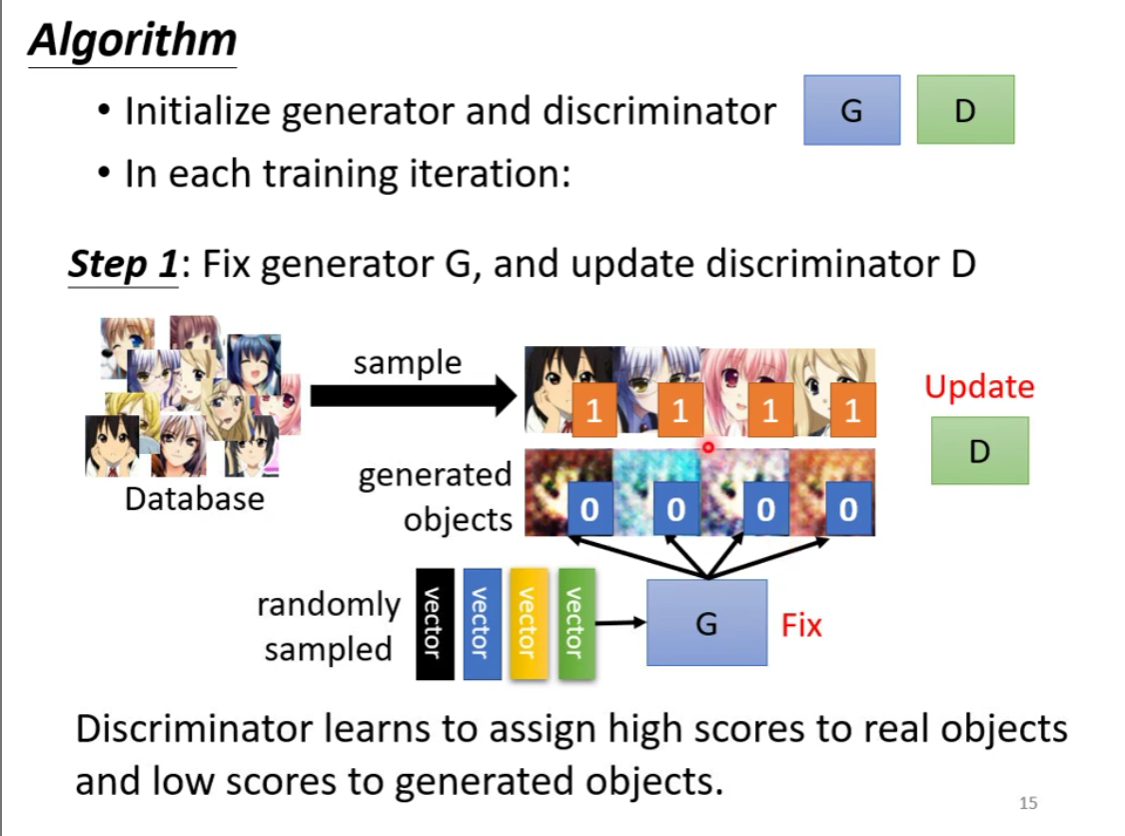 Algorithm
• Initialize generator and discriminator G D
• In each training iteration:
Step 1: Fix generator G, and update discriminator D
sample
1 1 1 1
Update
D
Database
generated
objects
0 0 0 0
randomly
sampled
vector vector vector vector
G
Fix
Discriminator learns to assign high scores to real objects
and low scores to generated objects.
15